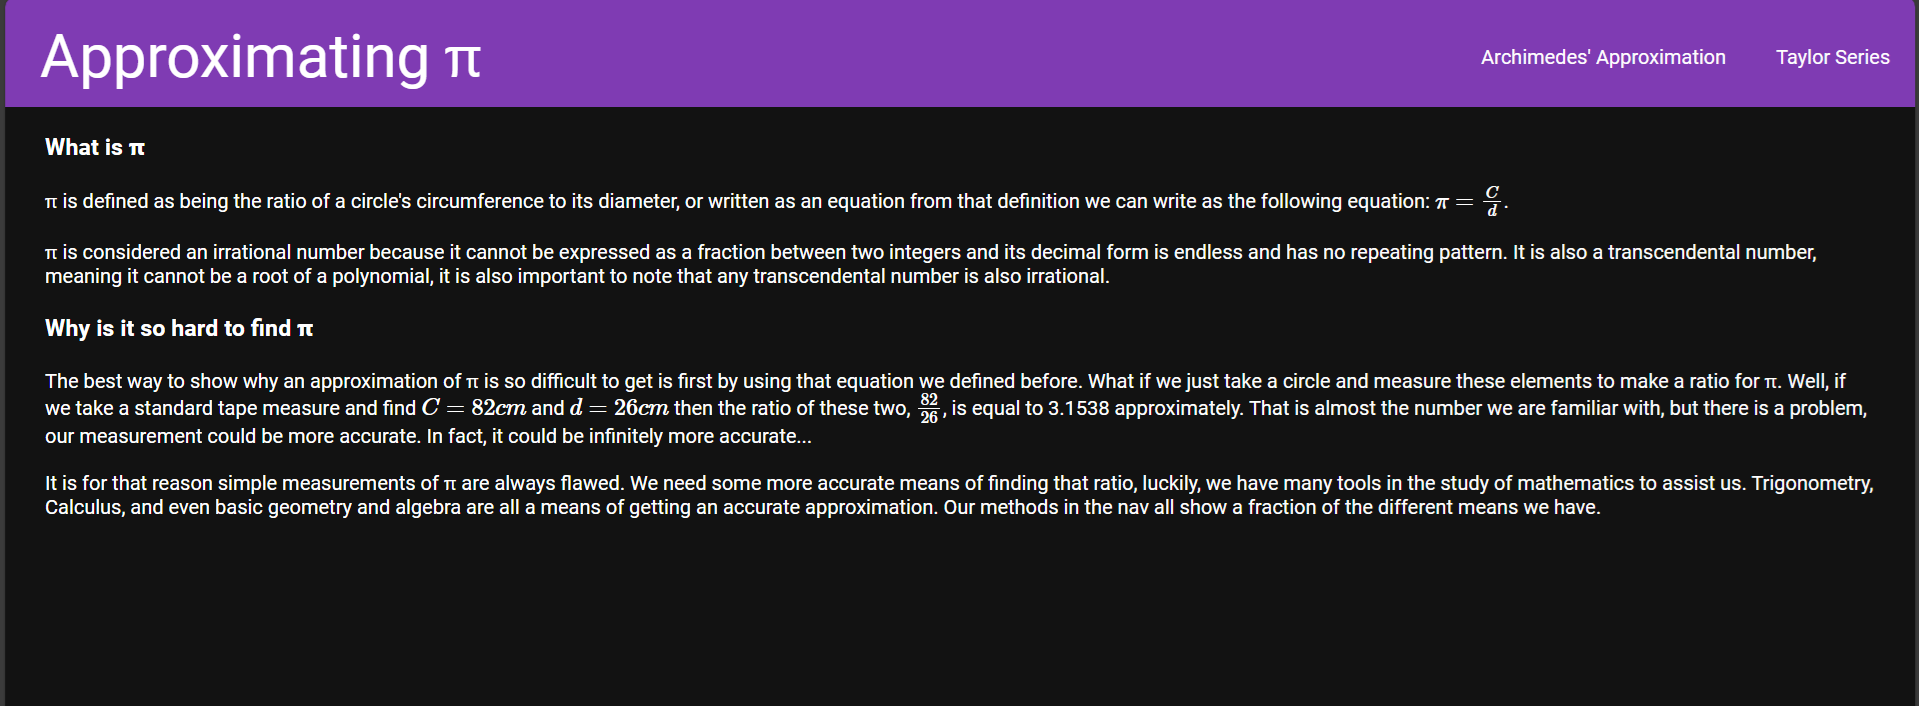 Approximating π
Archimedes' Approximation
Taylor Series
What is π
π is defined as being the ratio of a circle's circumference to its diameter, or written as an equation from that definition we can write as the following equation: π = C/d.
π is considered an irrational number because it cannot be expressed as a fraction between two integers and its decimal form is endless and has no repeating pattern. It is also a transcendental number,
meaning it cannot be a root of a polynomial, it is also important to note that any transcendental number is also irrational.
Why is it so hard to find π
The best way to show why an approximation of π is so difficult to get is first by using that equation we defined before. What if we just take a circle and measure these elements to make a ratio for π. Well, if
we take a standard tape measure and find C = 82cm and d = 26cm then the ratio of these two, 82/26, is equal to 3.1538 approximately. That is almost the number we are familiar with, but there is a problem,
our measurement could be more accurate. In fact, it could be infinitely more accurate...
It is for that reason simple measurements of π are always flawed. We need some more accurate means of finding that ratio, luckily, we have many tools in the study of mathematics to assist us. Trigonometry,
Calculus, and even basic geometry and algebra are all a means of getting an accurate approximation. Our methods in the nav all show a fraction of the different means we have.